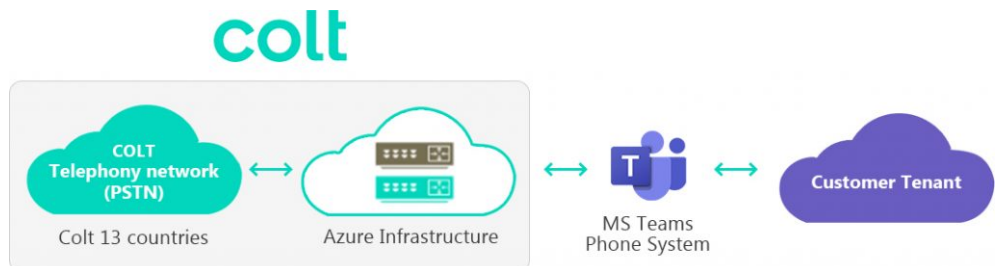 colt
COLT
Telephony network
(PSTN)
Colt 13 countries
Azure Infrastructure
T
MS Teams
Phone System
Customer Tenant